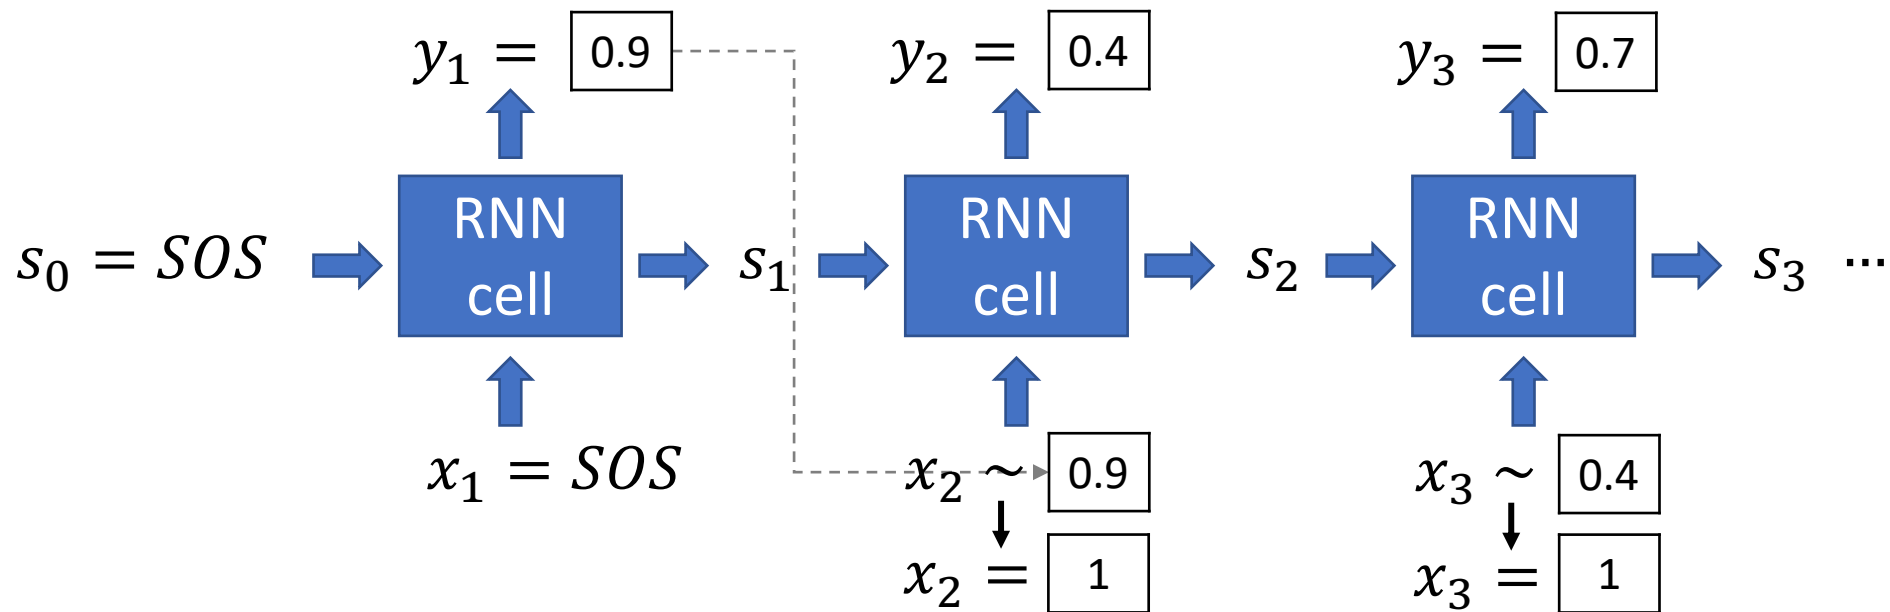 y₁ = 0.9
y₂ = 0.4
y₃ = 0.7
s₀ = SOS
RNN
cell
s₁
RNN
cell
s₂
RNN
cell
s₃ ...
x₁ = SOS
x₂ ~ 0.9
x₂ = 1
x₃ ~ 0.4
x₃ = 1